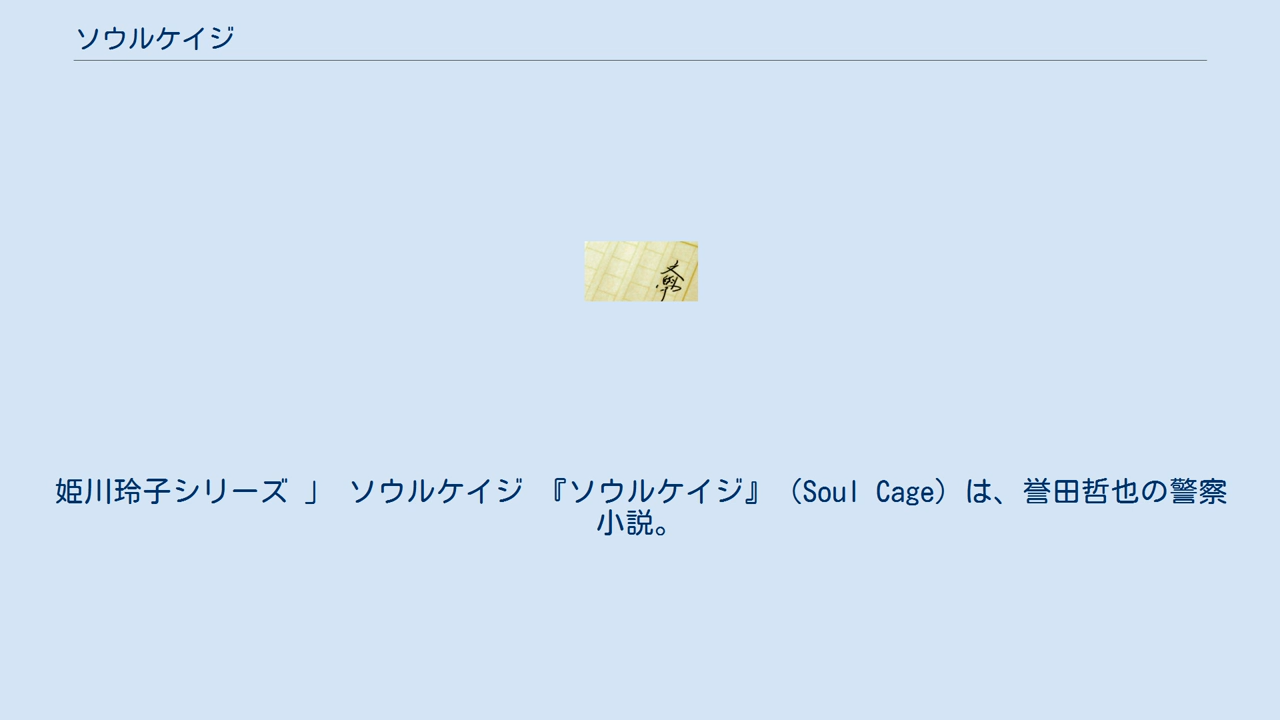 ソウルケイジ
姫川玲子シリーズ 」 ソウルケイジ 『ソウルケイジ』（Soul Cage）は、誉田哲也の警察
小説。